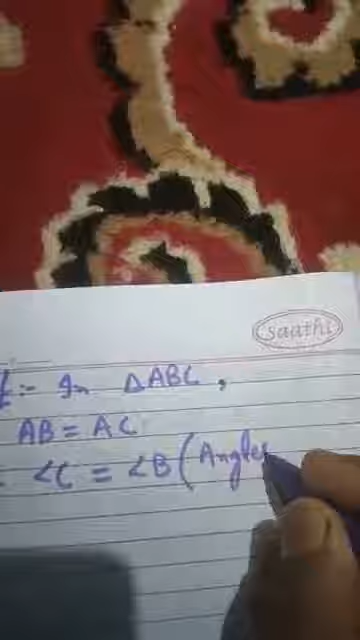 saathi
:- In ΔABC,
AB = AC
∠C = ∠B (Angles